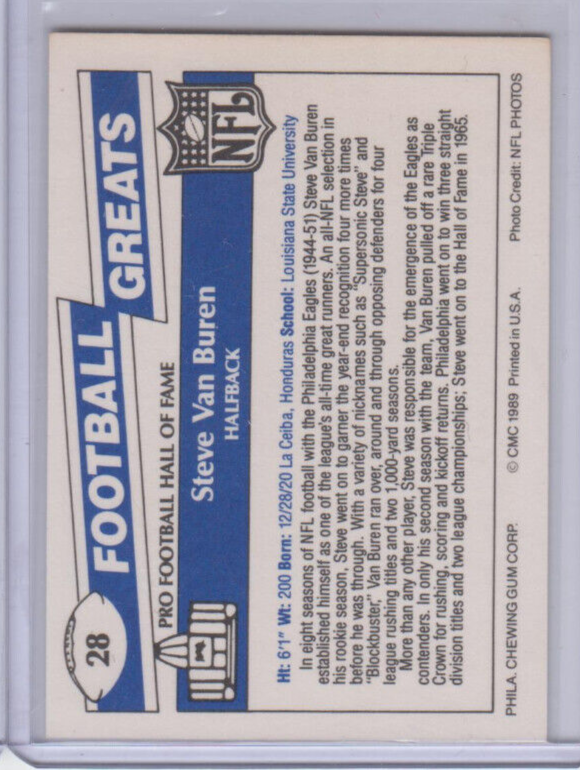 28
FOOTBALL
GREATS
PRO FOOTBALL HALL OF FAME
Steve Van Buren
HALFBACK
NFL
Ht: 6'1" Wt: 200 Born: 12/28/20 La Ceiba, Honduras School: Louisiana State University
In eight seasons of NFL football with the Philadelphia Eagles (1944-51) Steve Van Buren
established himself as one of the league's all-time great runners. An all-NFL selection in
his rookie season, Steve went on to garner the year-end recognition four more times
before he was through. With a variety of nicknames such as "Supersonic Steve" and
"Blockbuster," Van Buren ran over, around and through opposing defenders for four
league rushing titles and two 1,000-yard seasons.
More than any other player, Steve was responsible for the emergence of the Eagles as
contenders. In only his second season with the team, Van Buren pulled off a rare Triple
Crown for rushing, scoring and kickoff returns. Philadelphia went on to win three straight
division titles and two league championships; Steve went on to the Hall of Fame in 1965.
PHILA. CHEWING GUM CORP. © CMC 1989 Printed in U.S.A. Photo Credit: NFL PHOTOS